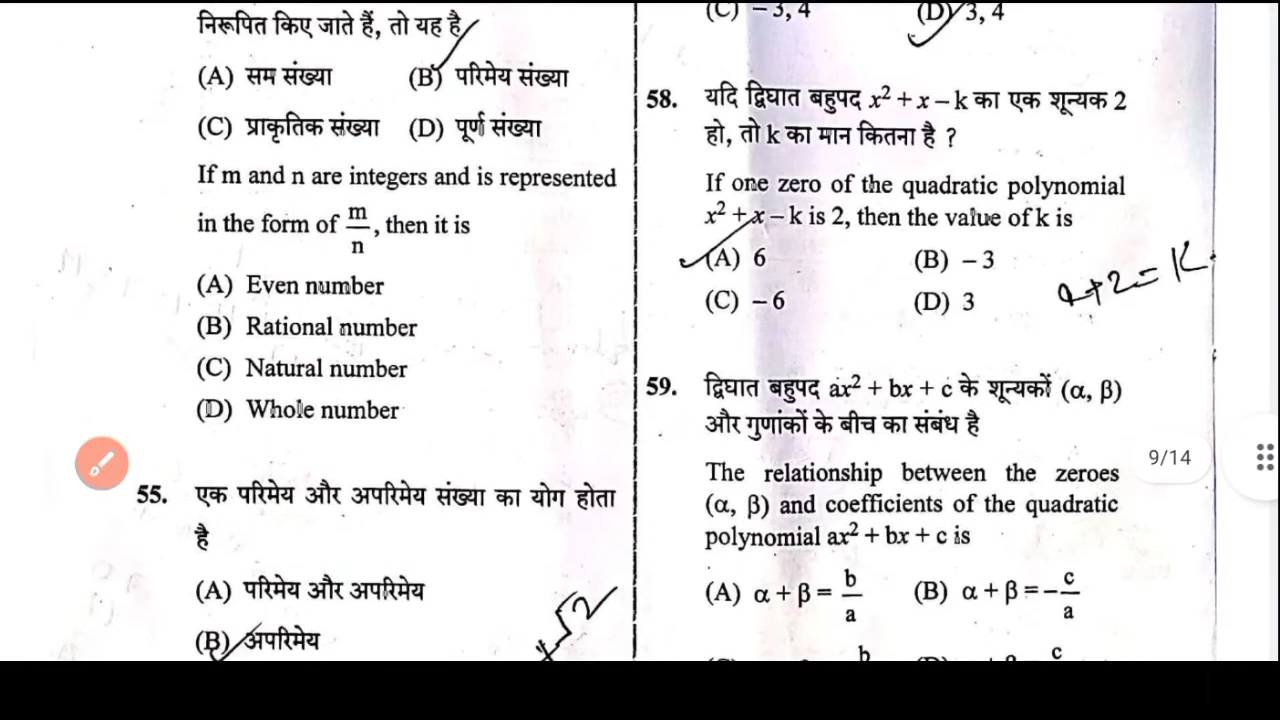 निरूपित किए जाते हैं, तो यह है
(A) सम संख्या (B) परिमेय संख्या
(C) प्राकृतिक संख्या (D) पूर्ण संख्या
If m and n are integers and is represented
in the form of m/n, then it is
(A) Even number
(B) Rational number
(C) Natural number
(D) Whole number
55. एक परिमेय और अपरिमेय संख्या का योग होता
है
(A) परिमेय और अपरिमेय
(B) अपरिमेय
√2
(C) – 3, 4 (D) 3, 4
58. यदि द्विघात बहुपद x² + x – k का एक शून्यक 2
हो, तो k का मान कितना है ?
If one zero of the quadratic polynomial
x² + x – k is 2, then the value of k is
(A) 6 (B) – 3
(C) – 6 (D) 3
+2 = K
59. द्विघात बहुपद ax² + bx + c के शून्यकों (α, β)
और गुणांकों के बीच का संबंध है
The relationship between the zeroes
(α, β) and coefficients of the quadratic
polynomial ax² + bx + c is
(A) α + β = b/a (B) α + β = – c/a
9/14